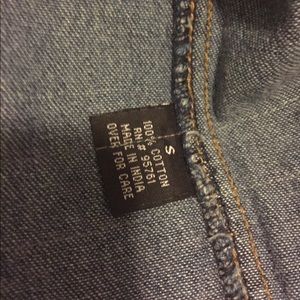 S
100% COTTON
RN# 95761
MADE IN INDIA
OVER FOR CARE